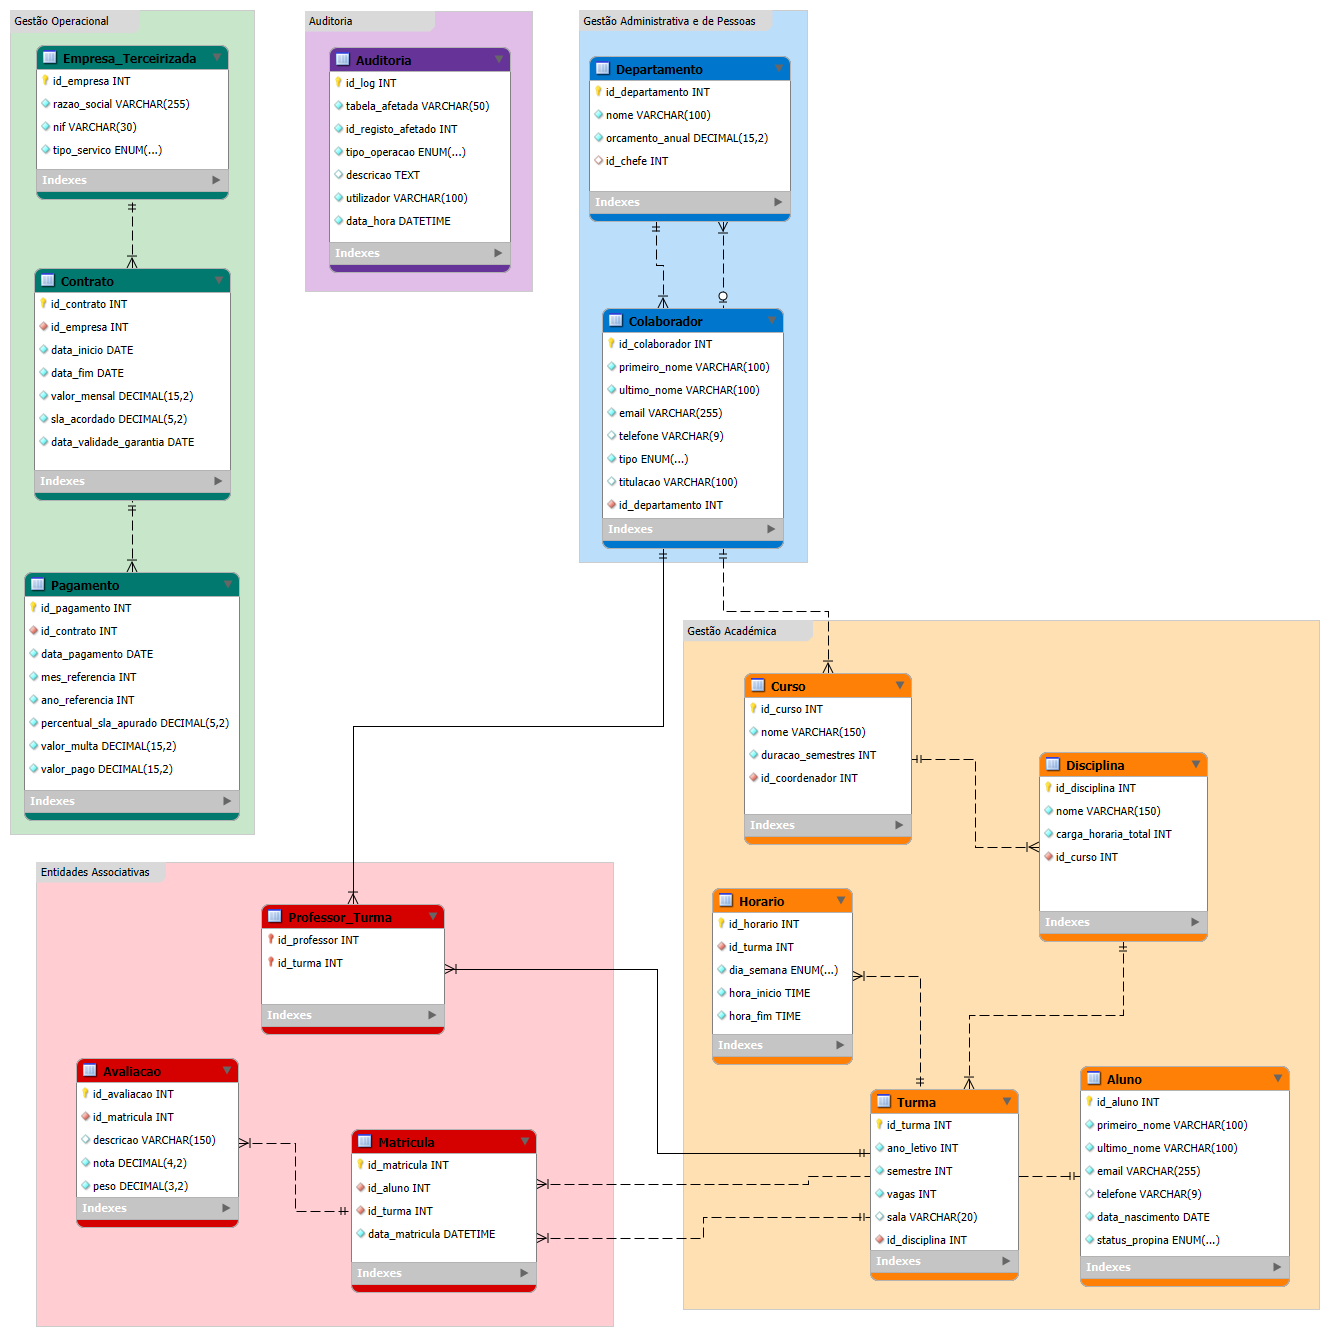 Gestão Operacional
Empresa_Terceirizada
id_empresa INT
razao_social VARCHAR(255)
nif VARCHAR(30)
tipo_servico ENUM(...)
Indexes
Contrato
id_contrato INT
id_empresa INT
data_inicio DATE
data_fim DATE
valor_mensal DECIMAL(15,2)
sla_acordado DECIMAL(5,2)
data_validade_garantia DATE
Indexes
Pagamento
id_pagamento INT
id_contrato INT
data_pagamento DATE
mes_referencia INT
ano_referencia INT
percentual_sla_apurado DECIMAL(5,2)
valor_multa DECIMAL(15,2)
valor_pago DECIMAL(15,2)
Indexes
Auditoria
Auditoria
id_log INT
tabela_afetada VARCHAR(50)
id_registo_afetado INT
tipo_operacao ENUM(...)
descricao TEXT
utilizador VARCHAR(100)
data_hora DATETIME
Indexes
Gestão Administrativa e de Pessoas
Departamento
id_departamento INT
nome VARCHAR(100)
orcamento_anual DECIMAL(15,2)
id_chefe INT
Indexes
Colaborador
id_colaborador INT
primeiro_nome VARCHAR(100)
ultimo_nome VARCHAR(100)
email VARCHAR(255)
telefone VARCHAR(9)
tipo ENUM(...)
titulacao VARCHAR(100)
id_departamento INT
Indexes
Gestão Académica
Curso
id_curso INT
nome VARCHAR(150)
duracao_semestres INT
id_coordenador INT
Indexes
Disciplina
id_disciplina INT
nome VARCHAR(150)
carga_horaria_total INT
id_curso INT
Indexes
Horario
id_horario INT
id_turma INT
dia_semana ENUM(...)
hora_inicio TIME
hora_fim TIME
Indexes
Turma
id_turma INT
ano_letivo INT
semestre INT
vagas INT
sala VARCHAR(20)
id_disciplina INT
Indexes
Aluno
id_aluno INT
primeiro_nome VARCHAR(100)
ultimo_nome VARCHAR(100)
email VARCHAR(255)
telefone VARCHAR(9)
data_nascimento DATE
status_propina ENUM(...)
Indexes
Entidades Associativas
Professor_Turma
id_professor INT
id_turma INT
Indexes
Avaliacao
id_avaliacao INT
id_matricula INT
descricao VARCHAR(150)
nota DECIMAL(4,2)
peso DECIMAL(3,2)
Indexes
Matricula
id_matricula INT
id_aluno INT
id_turma INT
data_matricula DATETIME
Indexes